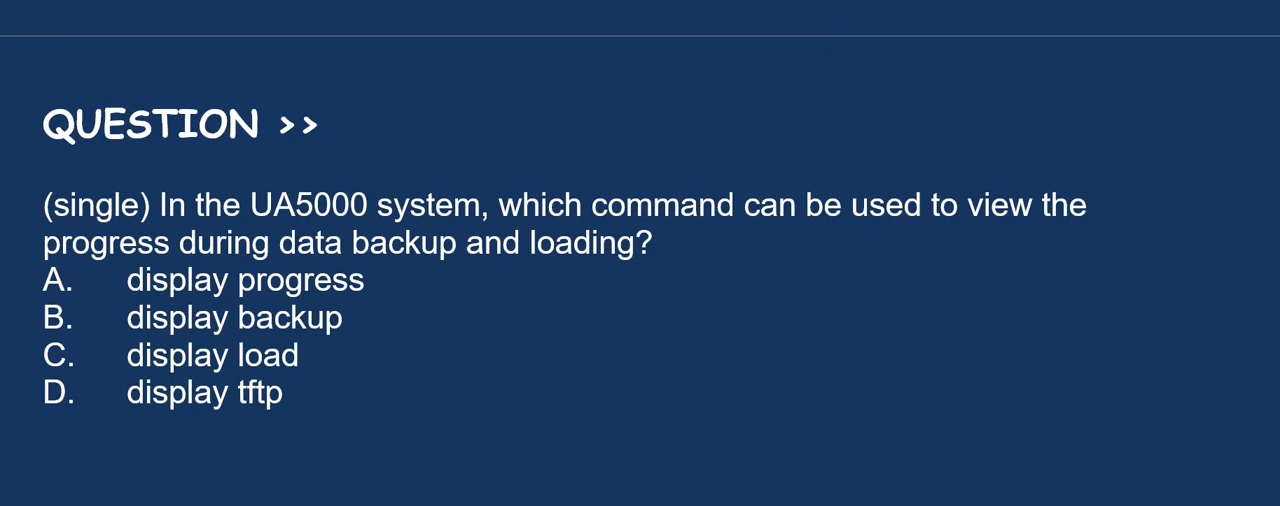 QUESTION >>
(single) In the UA5000 system, which command can be used to view the
progress during data backup and loading?
A. display progress
B. display backup
C. display load
D. display tftp